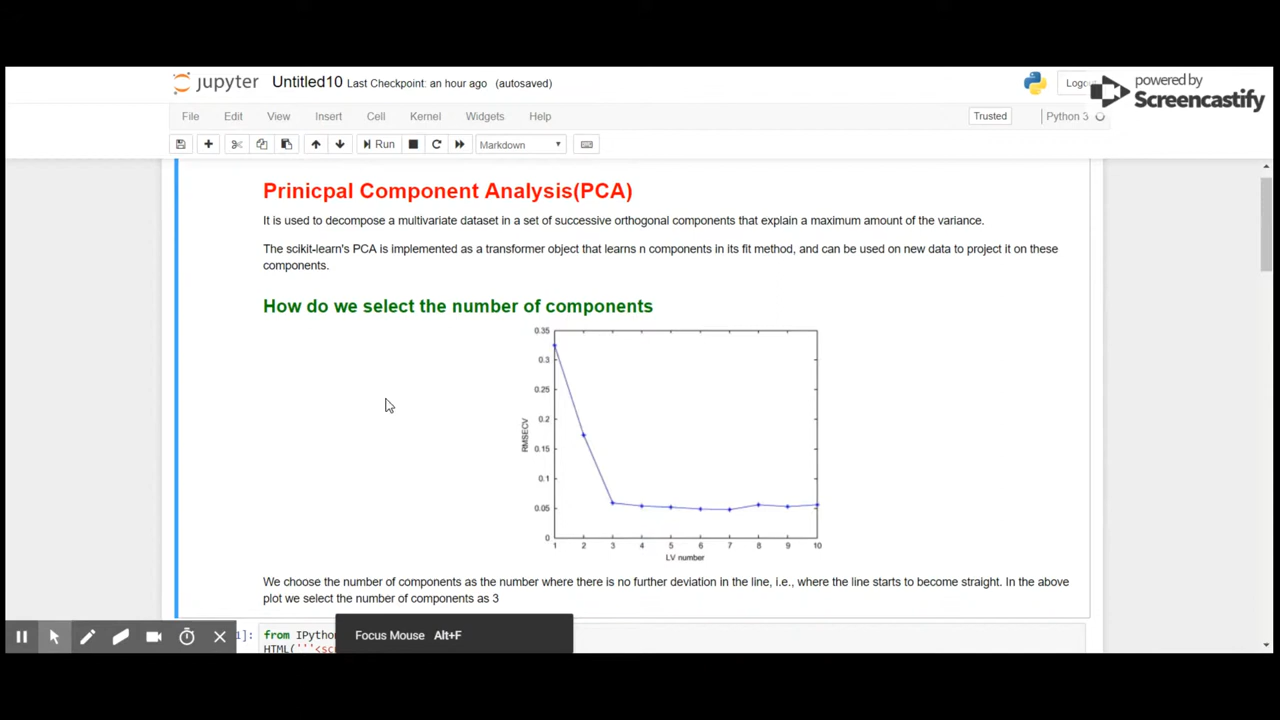 powered by
Screencastify
jupyter Untitled10 Last Checkpoint: an hour ago (autosaved)
File Edit View Insert Cell Kernel Widgets Help
Trusted
Python 3
Run
Markdown
Prinicpal Component Analysis(PCA)
It is used to decompose a multivariate dataset in a set of successive orthogonal components that explain a maximum amount of the variance.
The scikit-learn's PCA is implemented as a transformer object that learns n components in its fit method, and can be used on new data to project it on these
components.
How do we select the number of components
0.35
0.3
0.25
0.2
0.15
0.1
0.05
0
RMSECV
1 2 3 4 5 6 7 8 9 10
LV number
We choose the number of components as the number where there is no further deviation in the line, i.e., where the line starts to become straight. In the above
plot we select the number of components as 3
1]: from IPython
HTML('''<sc
Focus Mouse Alt+F